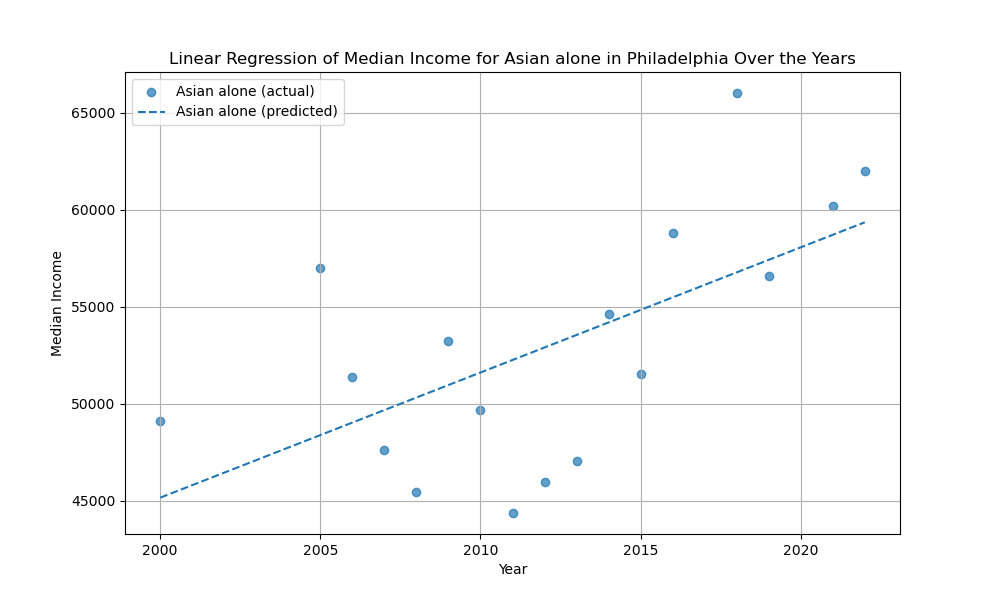 Linear Regression of Median Income for Asian alone in Philadelphia Over the Years
Asian alone (actual)
Asian alone (predicted)
65000
60000
55000
50000
45000
Median Income
2000
2005
2010
2015
2020
Year